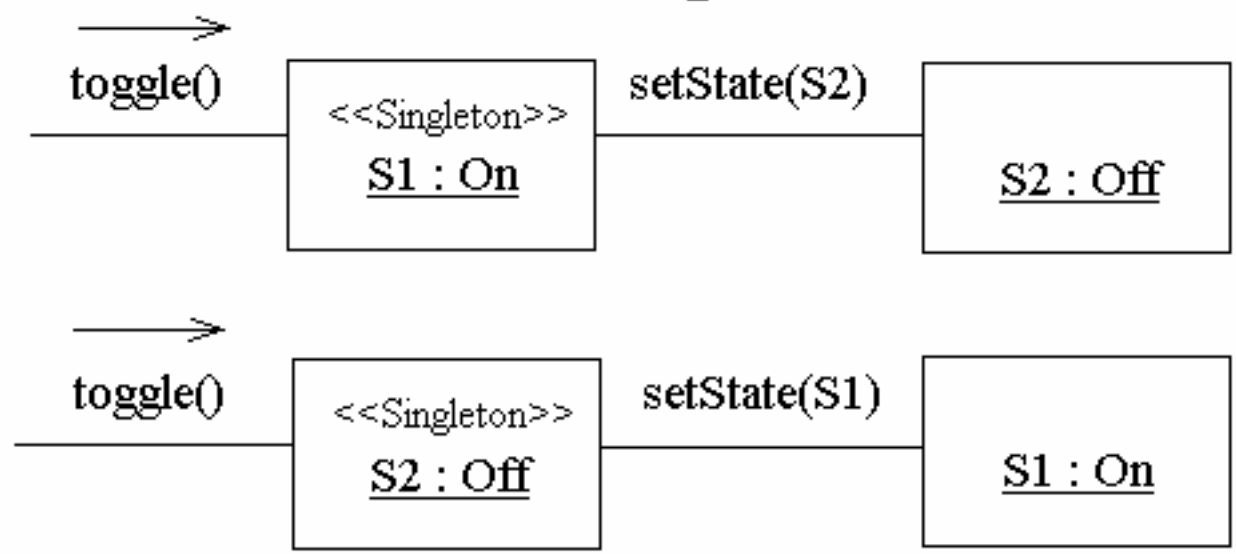 toggle()
<<Singleton>>
S1 : On
setState(S2)
S2 : Off
toggle()
<<Singleton>>
S2 : Off
setState(S1)
S1 : On